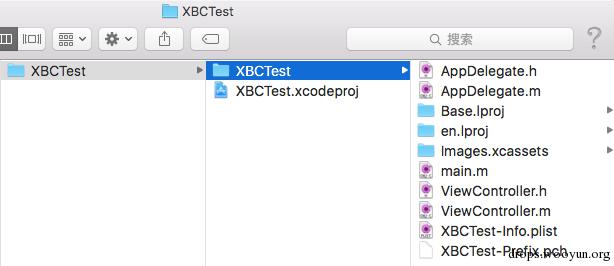 XBCTest
搜索
XBCTest
XBCTest
XBCTest.xcodeproj
AppDelegate.h
AppDelegate.m
Base.lproj
en.lproj
Images.xcassets
main.m
ViewController.h
ViewController.m
XBCTest-Info.plist
XBCTest-Prefix.pch
drops.wooyun.org